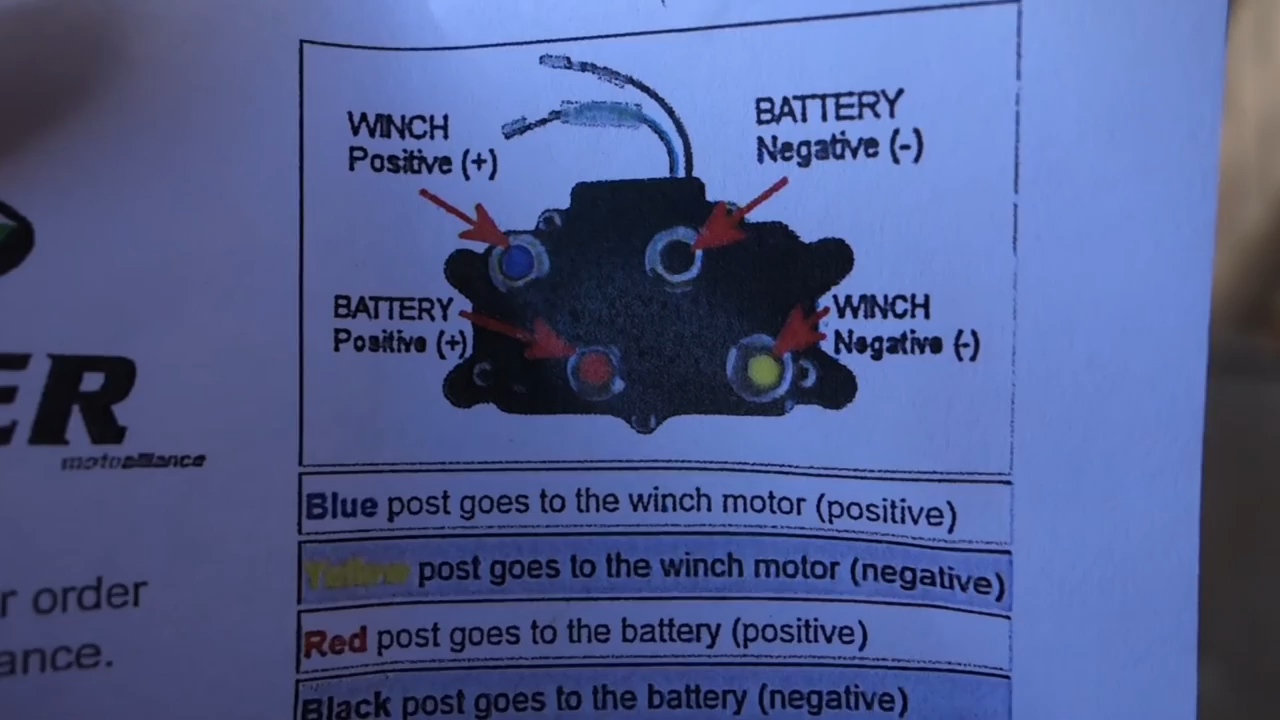 WINCH
Positive (+)
BATTERY
Negative (-)
BATTERY
Positive (+)
WINCH
Negative (-)
ER
motoalliance
r order
ance.
Blue post goes to the winch motor (positive)
Yellow post goes to the winch motor (negative)
Red post goes to the battery (positive)
Black post goes to the battery (negative)